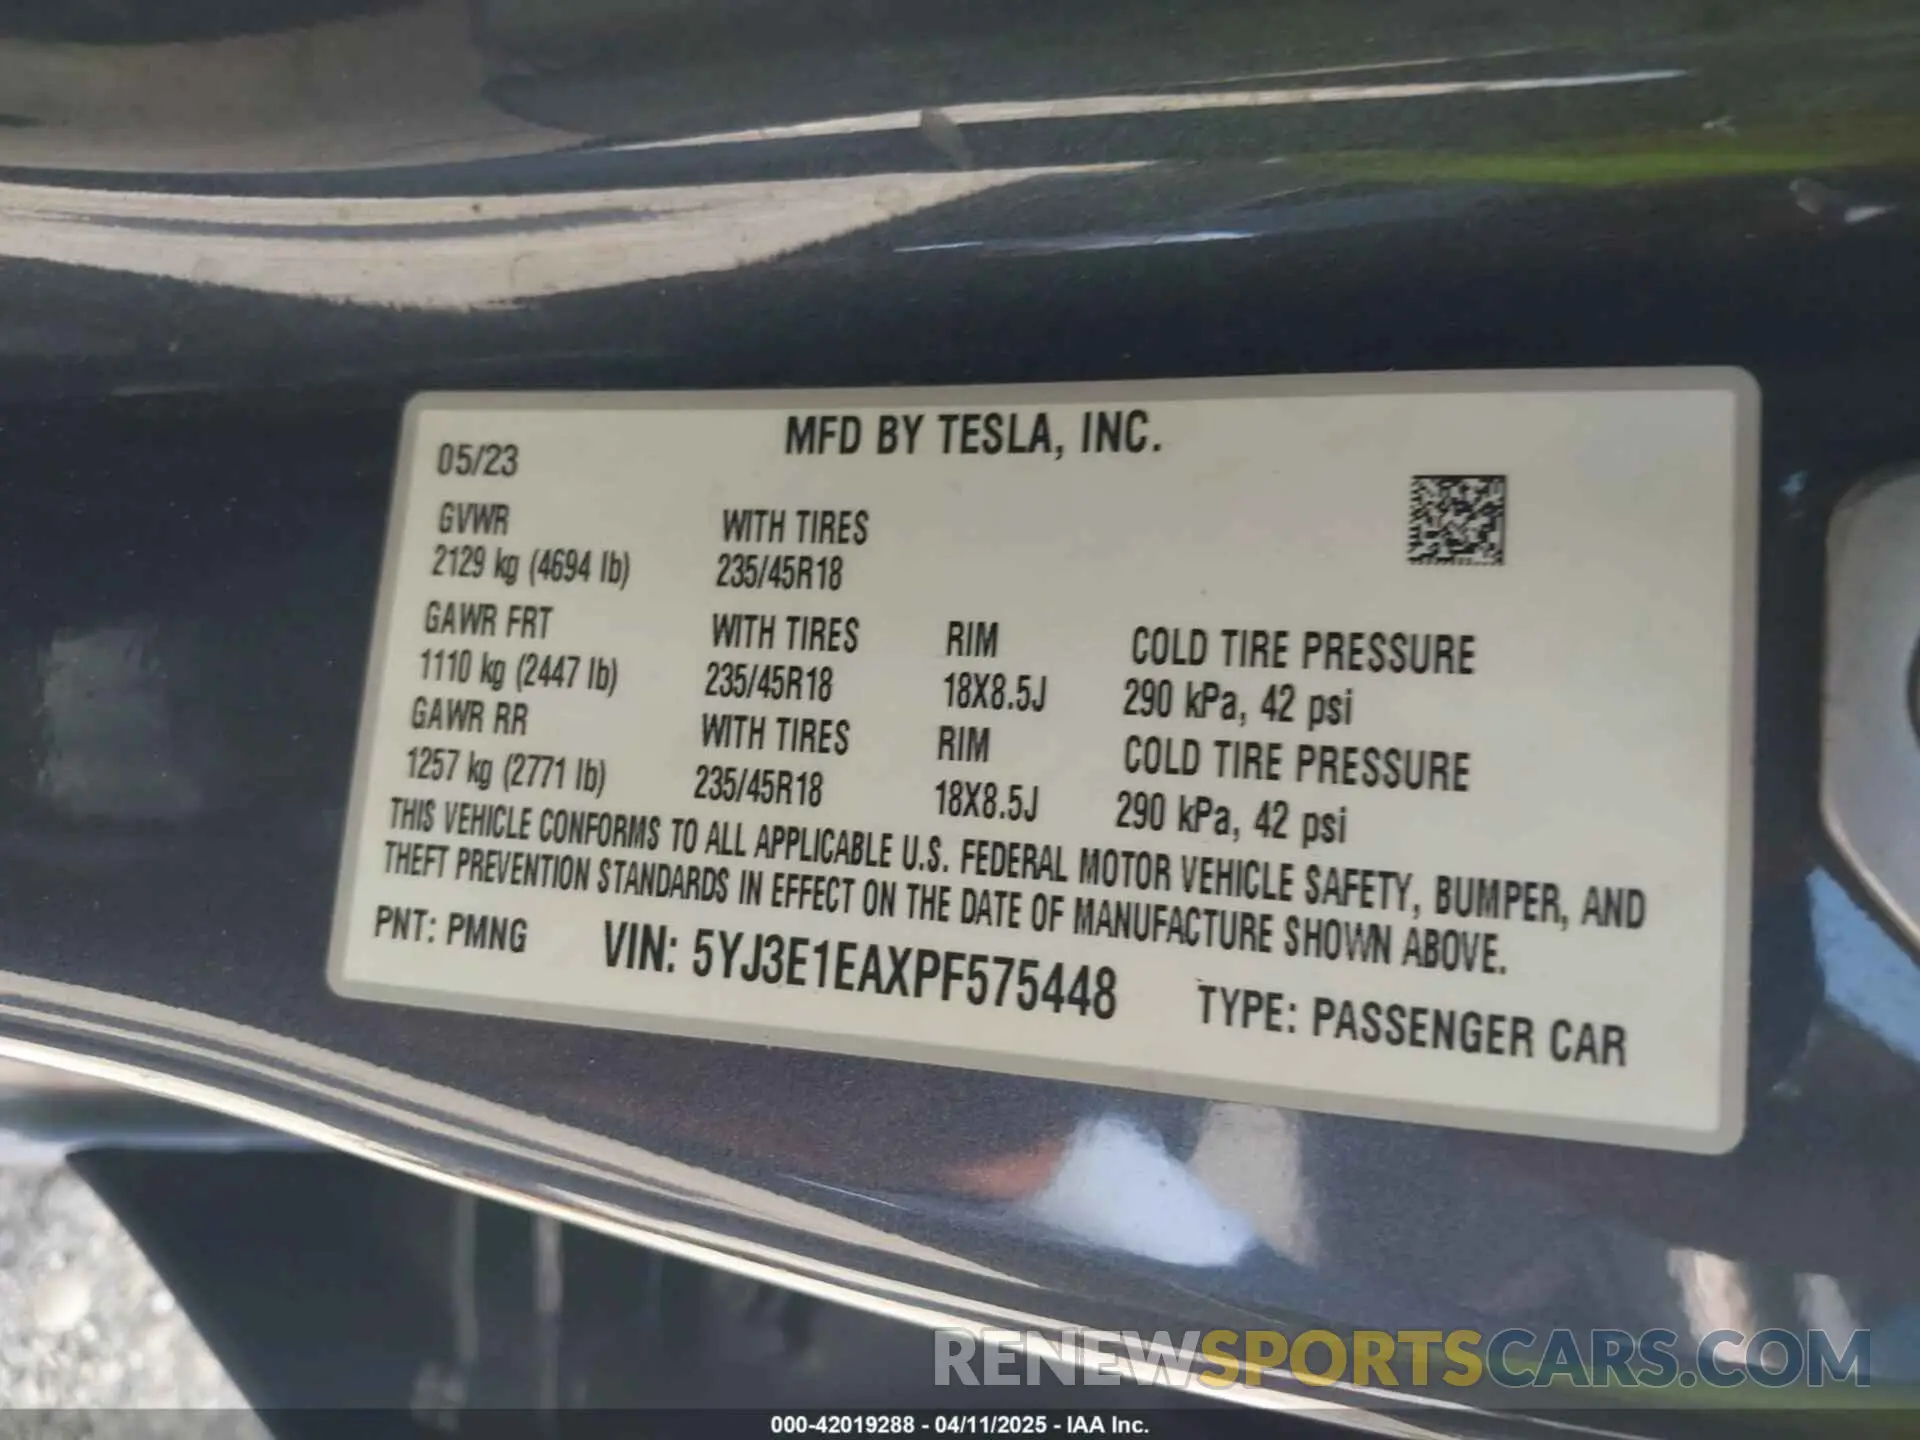 MFD BY TESLA, INC.
05/23
GVWR WITH TIRES
2129 kg (4694 lb) 235/45R18
GAWR FRT WITH TIRES RIM COLD TIRE PRESSURE
1110 kg (2447 lb) 235/45R18 18X8.5J 290 kPa, 42 psi
GAWR RR WITH TIRES RIM COLD TIRE PRESSURE
1257 kg (2771 lb) 235/45R18 18X8.5J 290 kPa, 42 psi
THIS VEHICLE CONFORMS TO ALL APPLICABLE U.S. FEDERAL MOTOR VEHICLE SAFETY, BUMPER, AND
THEFT PREVENTION STANDARDS IN EFFECT ON THE DATE OF MANUFACTURE SHOWN ABOVE.
PNT: PMNG VIN: 5YJ3E1EAXPF575448 TYPE: PASSENGER CAR
RENEWSPORTSCARS.COM
000-42019288 - 04/11/2025 - IAA Inc.